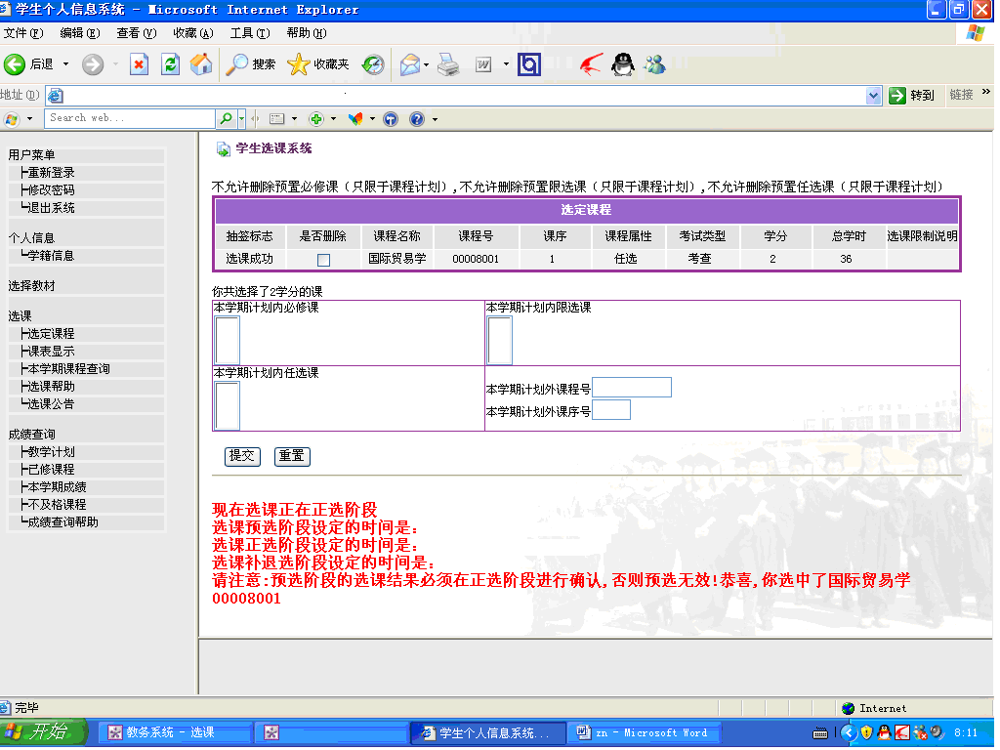 学生个人信息系统 - Microsoft Internet Explorer
文件(F) 编辑(E) 查看(V) 收藏(A) 工具(T) 帮助(H)
后退 搜索 收藏夹
地址(D) 转到 链接 »
Search web...
用户菜单
├重新登录
├修改密码
└退出系统
个人信息
└学籍信息
选择教材
选课
├选定课程
├课表显示
├本学期课程查询
├选课帮助
└选课公告
成绩查询
├教学计划
├已修课程
├本学期成绩
├不及格课程
└成绩查询帮助
学生选课系统
不允许删除预置必修课（只限于课程计划）,不允许删除预置限选课（只限于课程计划）,不允许删除预置任选课（只限于课程计划）
选定课程
抽签标志 是否删除 课程名称 课程号 课序 课程属性 考试类型 学分 总学时 选课限制说明
选课成功 国际贸易学 00008001 1 任选 考查 2 36
你共选择了2学分的课
本学期计划内必修课 本学期计划内限选课
本学期计划内任选课
本学期计划外课程号
本学期计划外课序号
提交 重置
现在选课正在正选阶段
选课预选阶段设定的时间是:
选课正选阶段设定的时间是:
选课补退选阶段设定的时间是:
请注意:预选阶段的选课结果必须在正选阶段进行确认,否则预选无效!恭喜,你选中了国际贸易学
00008001
完毕 Internet
开始 教务系统 - 选课 学生个人信息系统... zn - Microsoft Word 8:11